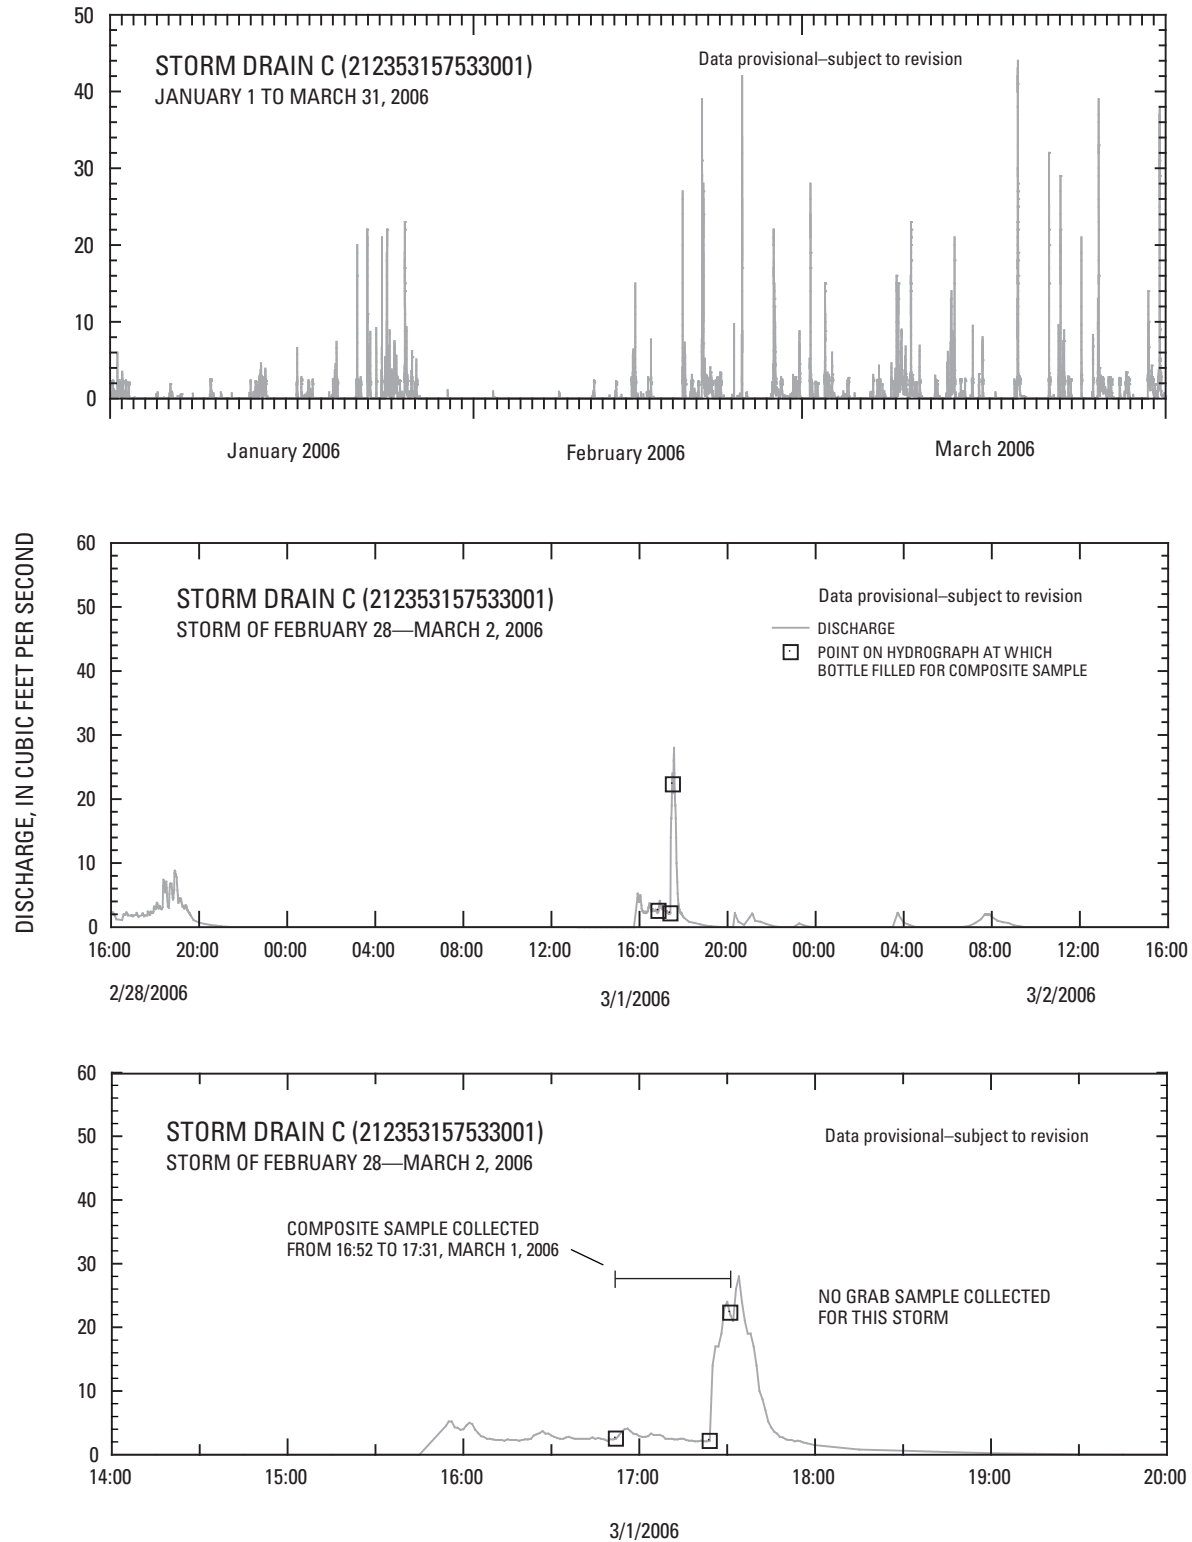 50
40
30
20
10
0
STORM DRAIN C (212353157533001)
JANUARY 1 TO MARCH 31, 2006
Data provisional–subject to revision
January 2006
February 2006
March 2006
DISCHARGE, IN CUBIC FEET PER SECOND
60
50
40
30
20
10
0
STORM DRAIN C (212353157533001)
STORM OF FEBRUARY 28—MARCH 2, 2006
Data provisional–subject to revision
DISCHARGE
POINT ON HYDROGRAPH AT WHICH
BOTTLE FILLED FOR COMPOSITE SAMPLE
16:00 20:00 00:00 04:00 08:00 12:00 16:00 20:00 00:00 04:00 08:00 12:00 16:00
2/28/2006 3/1/2006 3/2/2006
60
50
40
30
20
10
0
STORM DRAIN C (212353157533001)
STORM OF FEBRUARY 28—MARCH 2, 2006
Data provisional–subject to revision
COMPOSITE SAMPLE COLLECTED
FROM 16:52 TO 17:31, MARCH 1, 2006
NO GRAB SAMPLE COLLECTED
FOR THIS STORM
14:00 15:00 16:00 17:00 18:00 19:00 20:00
3/1/2006